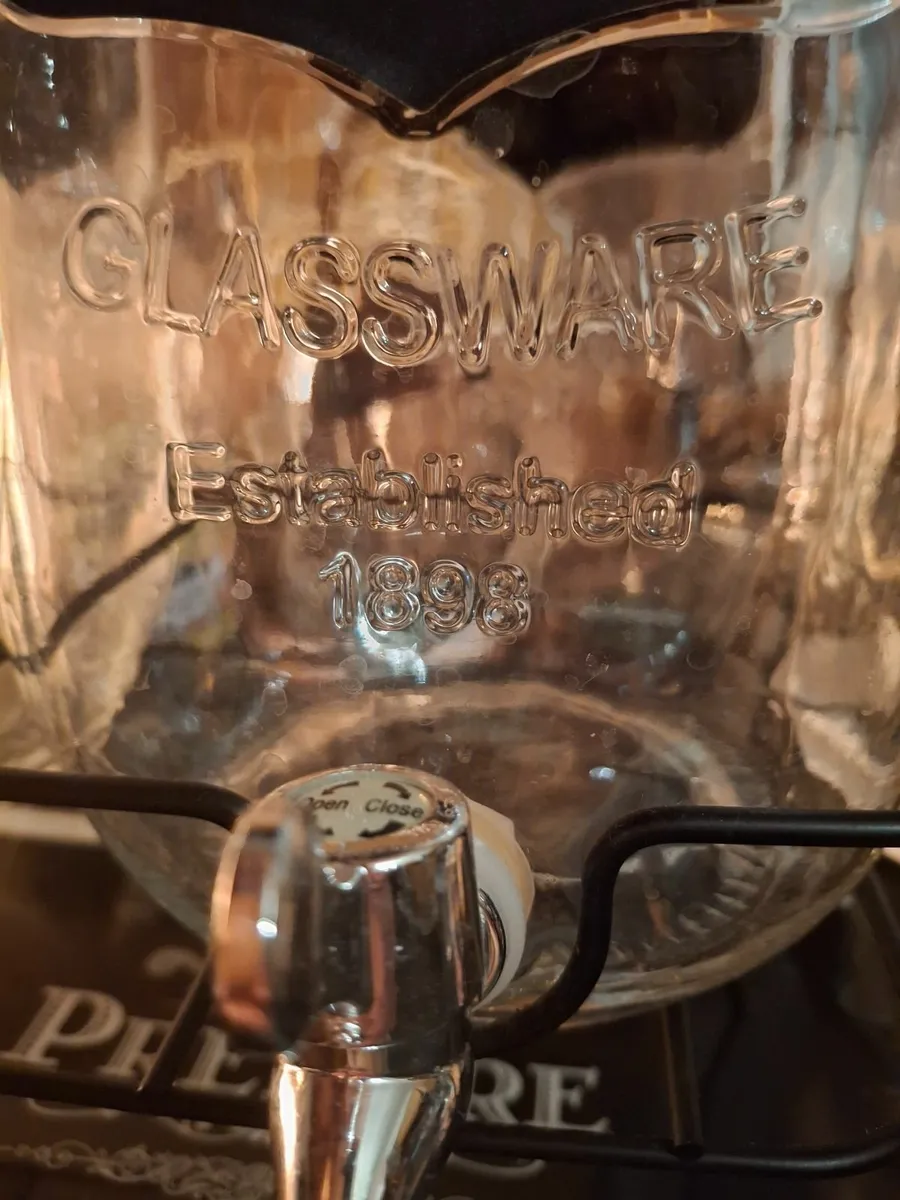 GLASSWARE
Established
1898
Open Close